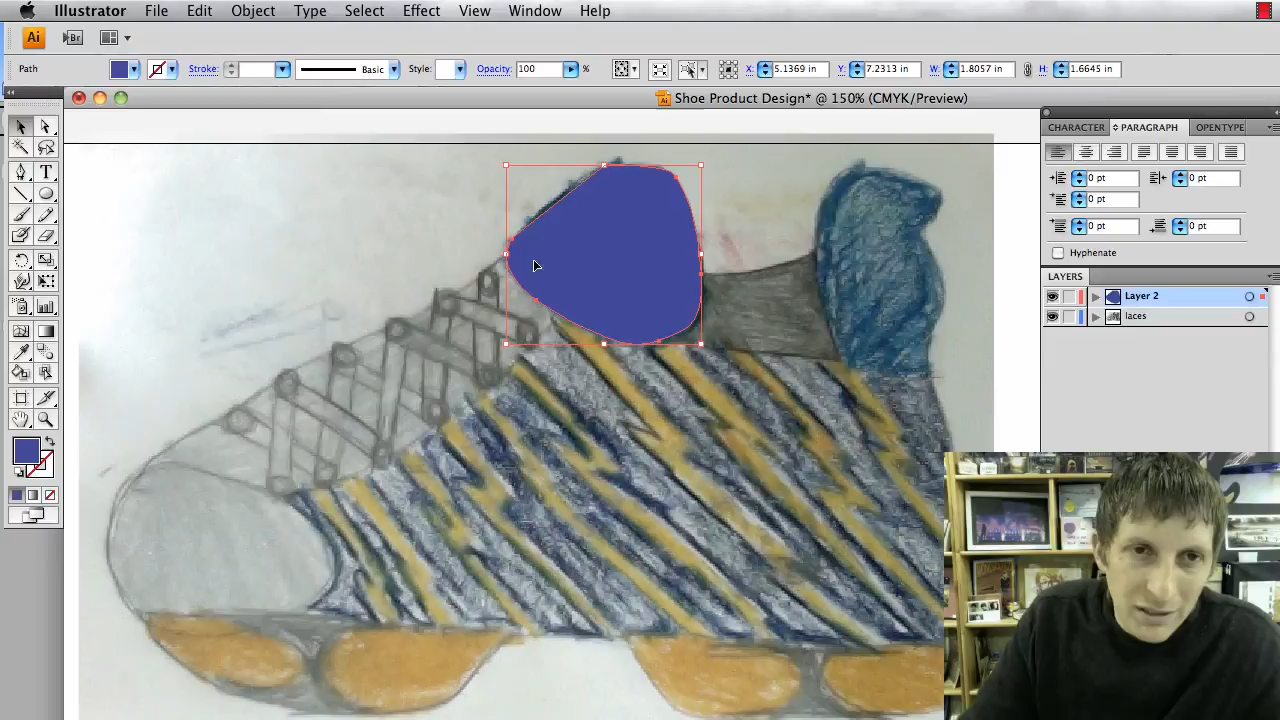 Illustrator File Edit Object Type Select Effect View Window Help
Ai Br
Path Stroke: Basic Style: Opacity: 100 % X: 5.1369 in Y: 7.2313 in W: 1.8057 in H: 1.6645 in
Shoe Product Design* @ 150% (CMYK/Preview)
CHARACTER PARAGRAPH OPENTYPE
0 pt 0 pt
0 pt
0 pt 0 pt
Hyphenate
LAYERS
Layer 2
laces